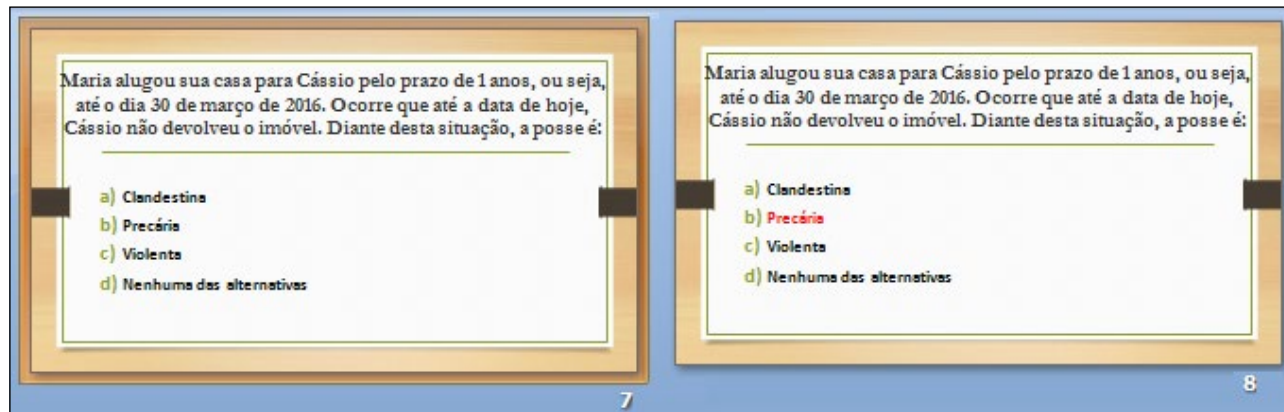 Maria alugou sua casa para Cássio pelo prazo de 1 anos, ou seja,
até o dia 30 de março de 2016. Ocorre que até a data de hoje,
Cássio não devolveu o imóvel. Diante desta situação, a posse é:
a) Clandestina
b) Precária
c) Violenta
d) Nenhuma das alternativas
7
Maria alugou sua casa para Cássio pelo prazo de 1 anos, ou seja,
até o dia 30 de março de 2016. Ocorre que até a data de hoje,
Cássio não devolveu o imóvel. Diante desta situação, a posse é:
a) Clandestina
b) Precária
c) Violenta
d) Nenhuma das alternativas
8